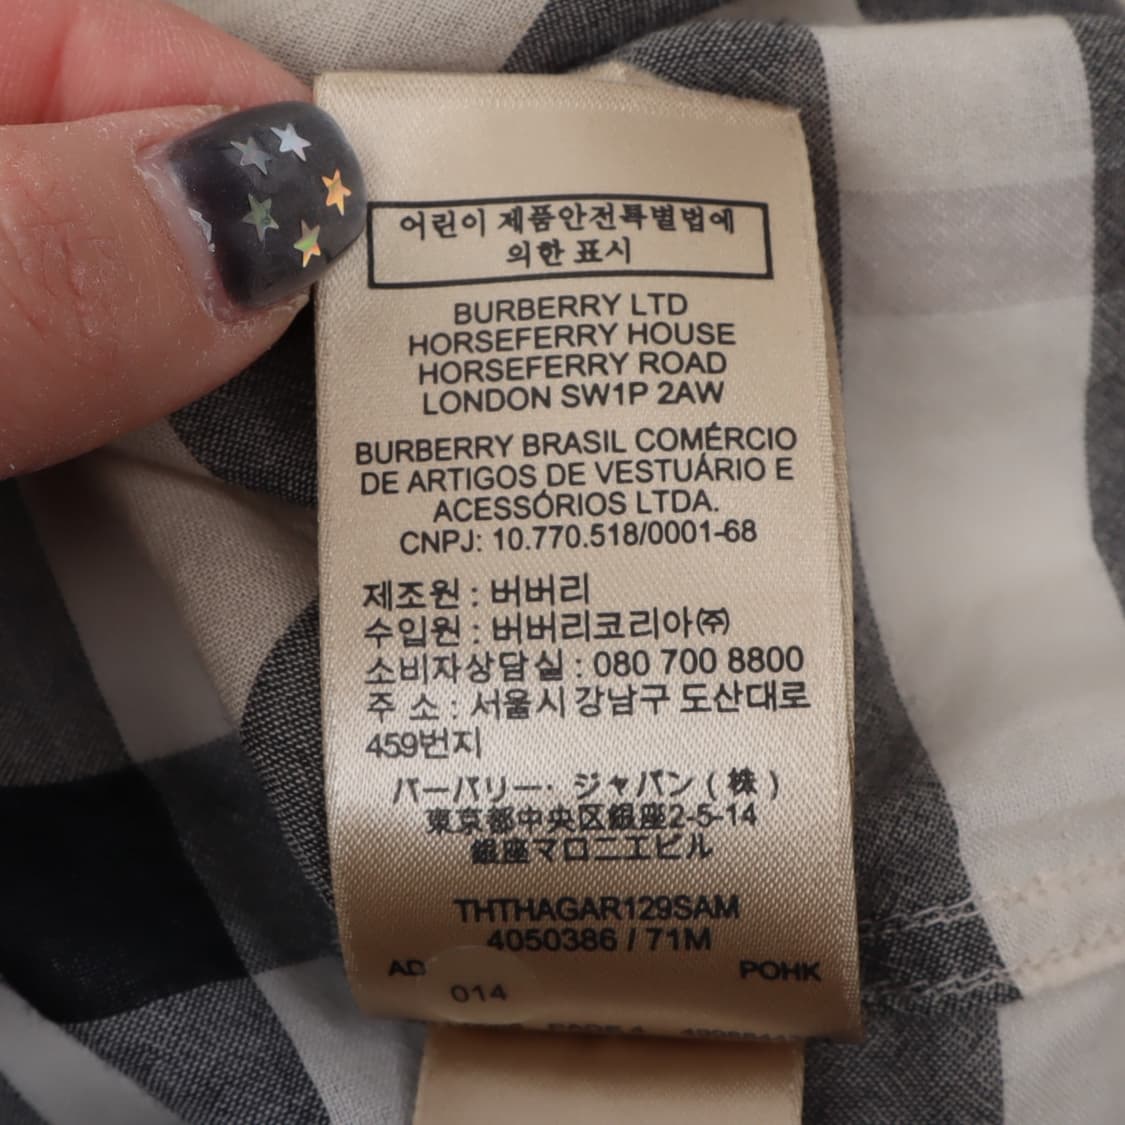 어린이 제품안전특별법에
의한 표시
BURBERRY LTD
HORSEFERRY HOUSE
HORSEFERRY ROAD
LONDON SW1P 2AW
BURBERRY BRASIL COMÉRCIO
DE ARTIGOS DE VESTUÁRIO E
ACESSÓRIOS LTDA.
CNPJ: 10.770.518/0001-68
제조원 : 버버리
수입원 : 버버리코리아㈜
소비자상담실 : 080 700 8800
주 소 : 서울시 강남구 도산대로
459번지
バーバリー· ジャパン ( 株 )
東京都中央区銀座2-5-14
銀座マロニエビル
THTHAGAR129SAM
4050386 / 71M
AD POHK
014